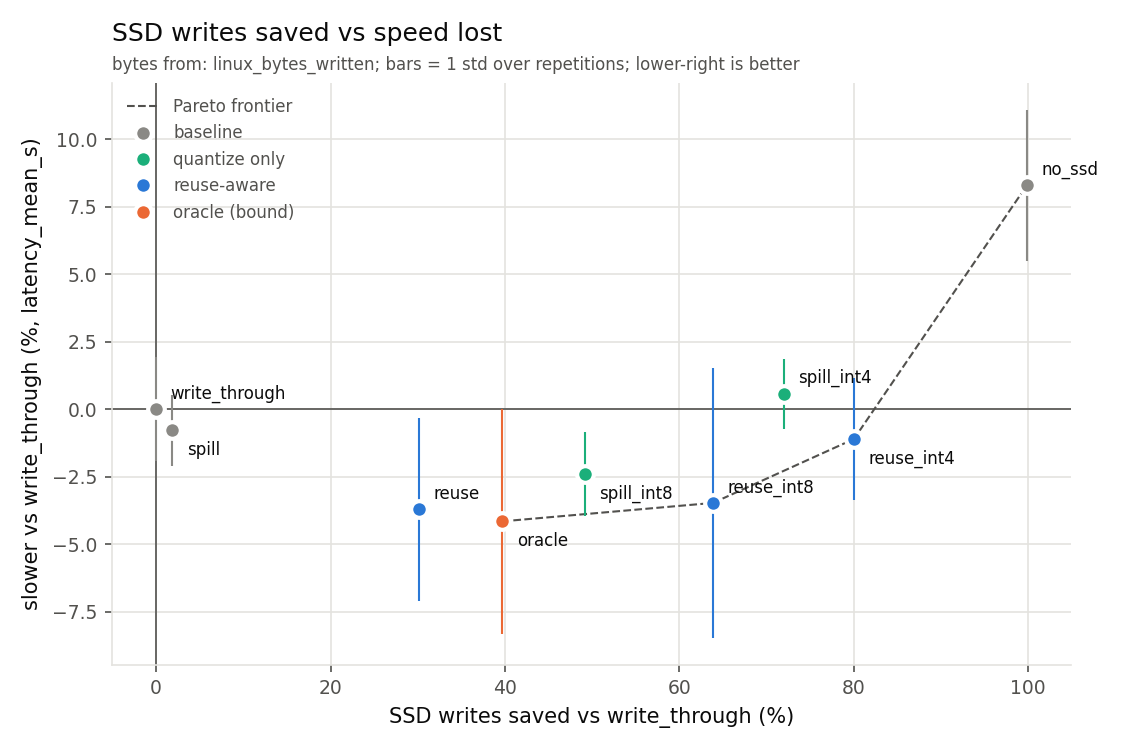 SSD writes saved vs speed lost
bytes from: linux_bytes_written; bars = 1 std over repetitions; lower-right is better
Pareto frontier
baseline
quantize only
reuse-aware
oracle (bound)
slower vs write_through (%, latency_mean_s)
10.0
7.5
5.0
2.5
0.0
−2.5
−5.0
−7.5
no_ssd
write_through
spill
reuse
oracle
spill_int8
reuse_int8
spill_int4
reuse_int4
0
20
40
60
80
100
SSD writes saved vs write_through (%)